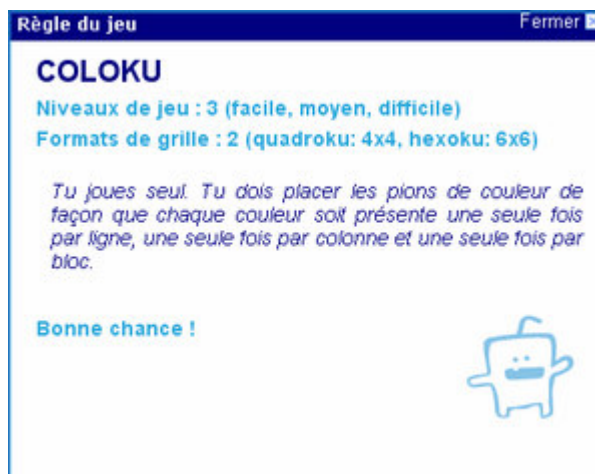 Règle du jeu
Fermer
COLOKU
Niveaux de jeu : 3 (facile, moyen, difficile)
Formats de grille : 2 (quadroku: 4x4, hexoku: 6x6)
Tu joues seul. Tu dois placer les pions de couleur de
façon que chaque couleur soit présente une seule fois
par ligne, une seule fois par colonne et une seule fois par
bloc.
Bonne chance !